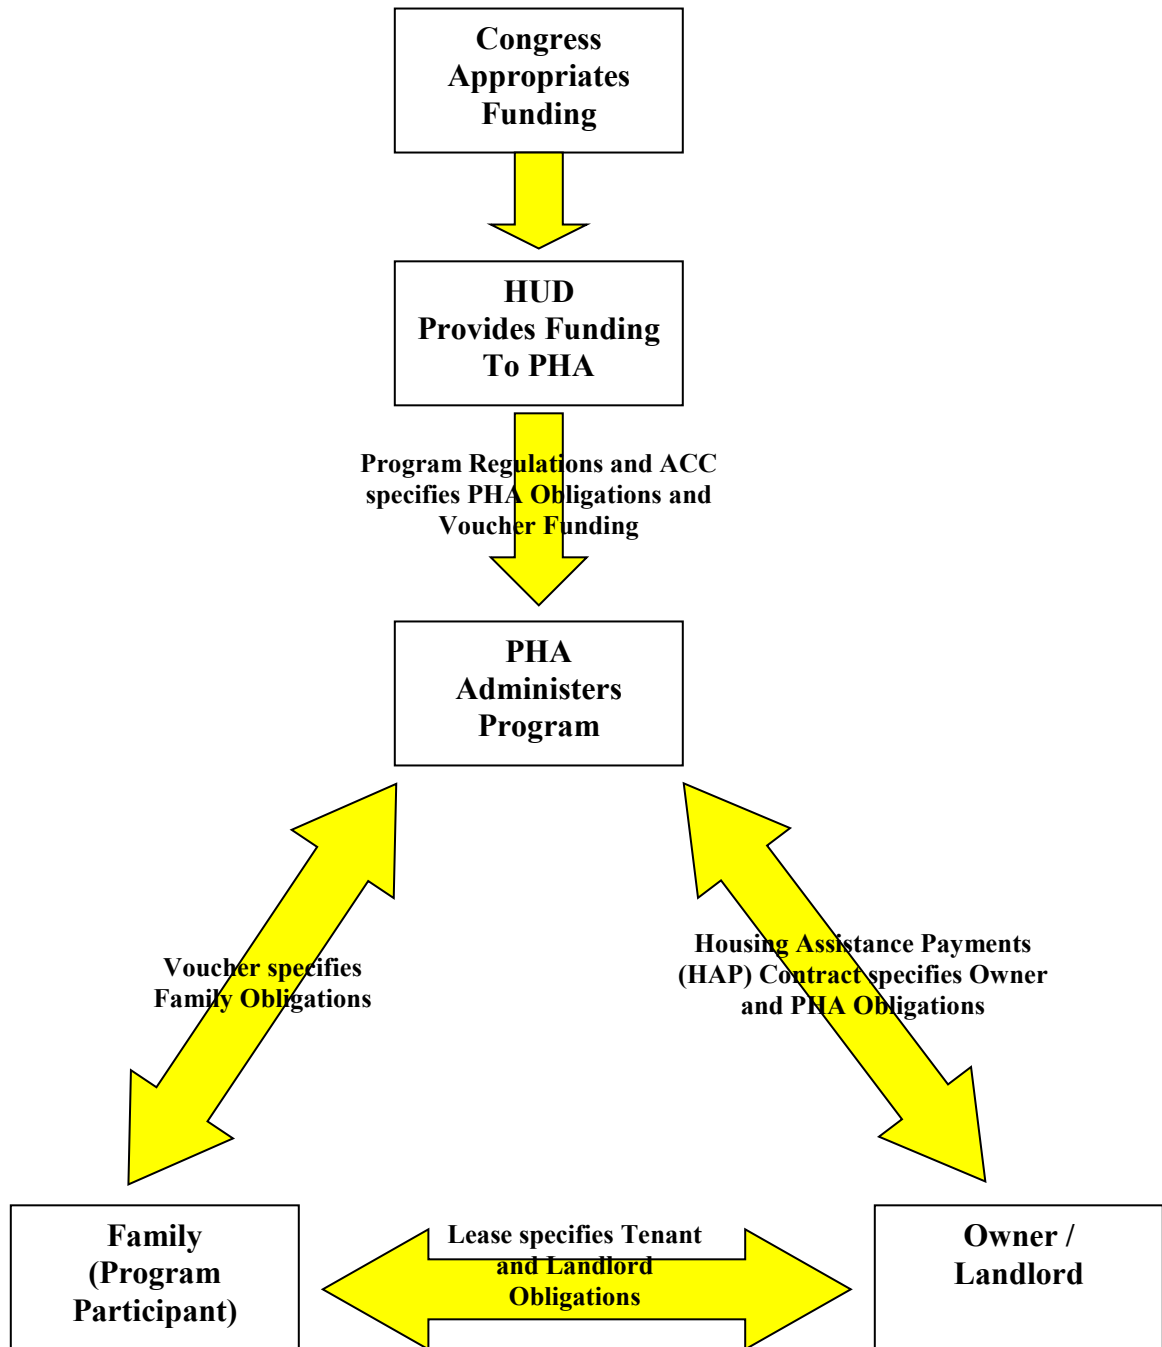 Congress
Appropriates
Funding
HUD
Provides Funding
To PHA
Program Regulations and ACC
specifies PHA Obligations and
Voucher Funding
PHA
Administers
Program
Voucher specifies
Family Obligations
Housing Assistance Payments
(HAP) Contract specifies Owner
and PHA Obligations
Family
(Program
Participant)
Lease specifies Tenant
and Landlord
Obligations
Owner /
Landlord